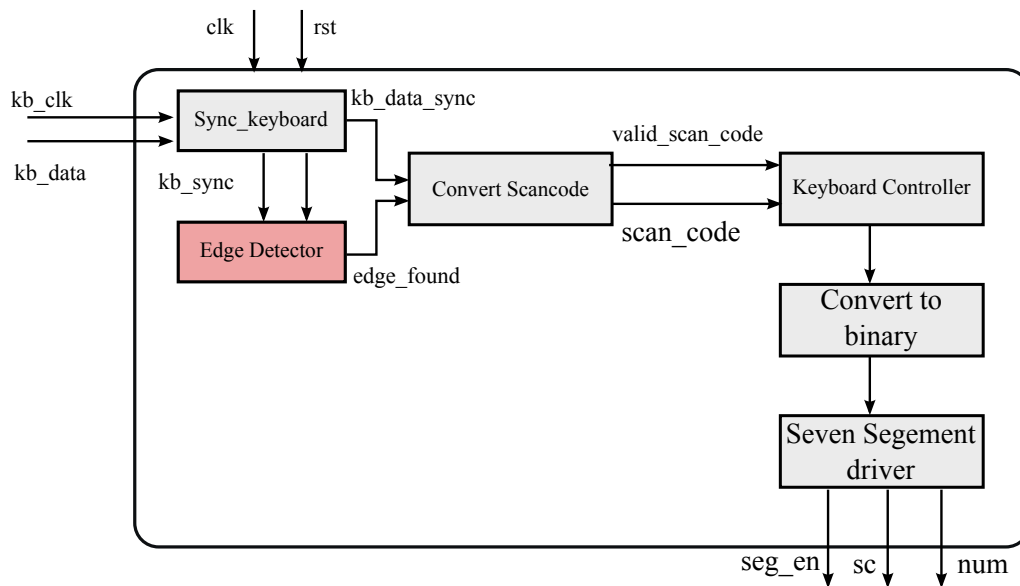 clk
rst
kb_clk
kb_data
Sync_keyboard
kb_data_sync
kb_sync
Edge Detector
edge_found
Convert Scancode
valid_scan_code
scan_code
Keyboard Controller
Convert to
binary
Seven Segement
driver
seg_en
sc
num